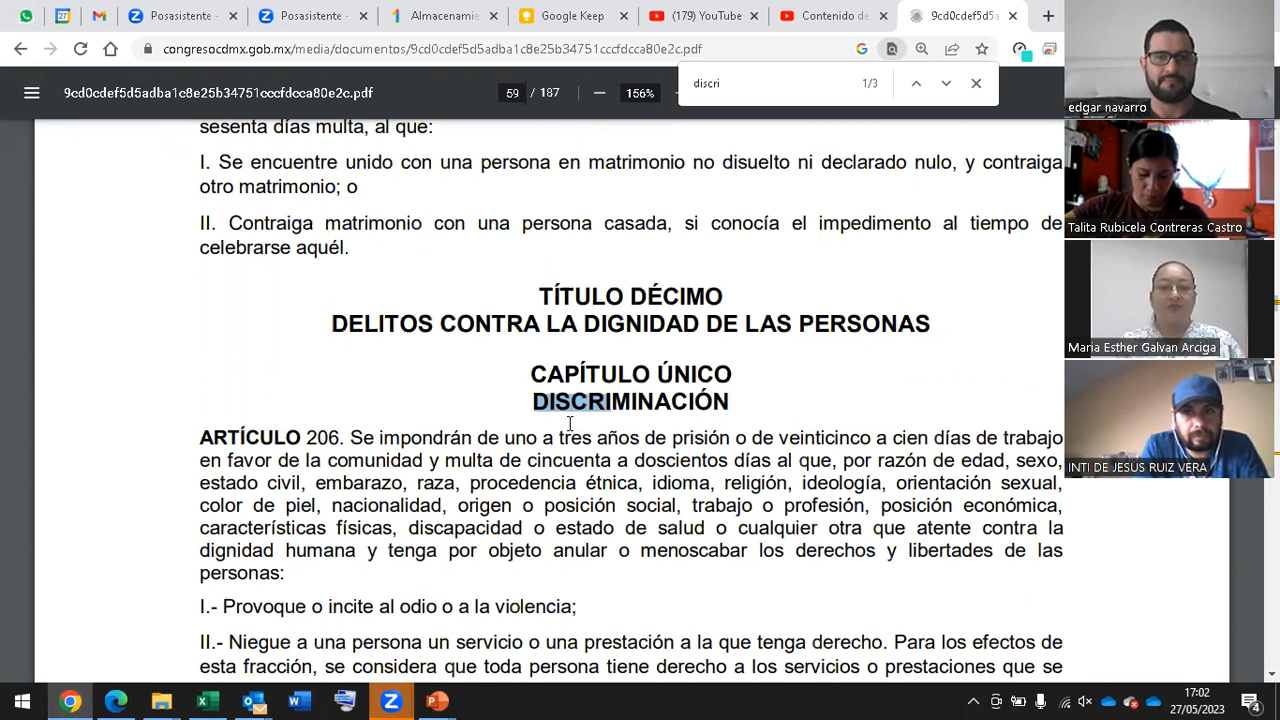 Posasistente -
Posasistente -
Almacenamie
Google Keep
(179) YouTube
Contenido de
9cd0cdef5d5a
congresocdmx.gob.mx/media/documentos/9cd0cdef5d5adba1c8e25b34751cccfdcca80e2c.pdf
9cd0cdef5d5adba1c8e25b34751cccfdcca80e2c.pdf
59 / 187
156%
discri
1/3
sesenta días multa, al que:
I. Se encuentre unido con una persona en matrimonio no disuelto ni declarado nulo, y contraiga
otro matrimonio; o
II. Contraiga matrimonio con una persona casada, si conocía el impedimento al tiempo de
celebrarse aquél.
TÍTULO DÉCIMO
DELITOS CONTRA LA DIGNIDAD DE LAS PERSONAS
CAPÍTULO ÚNICO
DISCRIMINACIÓN
ARTÍCULO 206. Se impondrán de uno a tres años de prisión o de veinticinco a cien días de trabajo
en favor de la comunidad y multa de cincuenta a doscientos días al que, por razón de edad, sexo,
estado civil, embarazo, raza, procedencia étnica, idioma, religión, ideología, orientación sexual,
color de piel, nacionalidad, origen o posición social, trabajo o profesión, posición económica,
características físicas, discapacidad o estado de salud o cualquier otra que atente contra la
dignidad humana y tenga por objeto anular o menoscabar los derechos y libertades de las
personas:
I.- Provoque o incite al odio o a la violencia;
II.- Niegue a una persona un servicio o una prestación a la que tenga derecho. Para los efectos de
esta fracción, se considera que toda persona tiene derecho a los servicios o prestaciones que se
edgar navarro
Talita Rubicela Contreras Castro
Maria Esther Galvan Arciga
INTI DE JESUS RUIZ VERA
17:02
27/05/2023
4